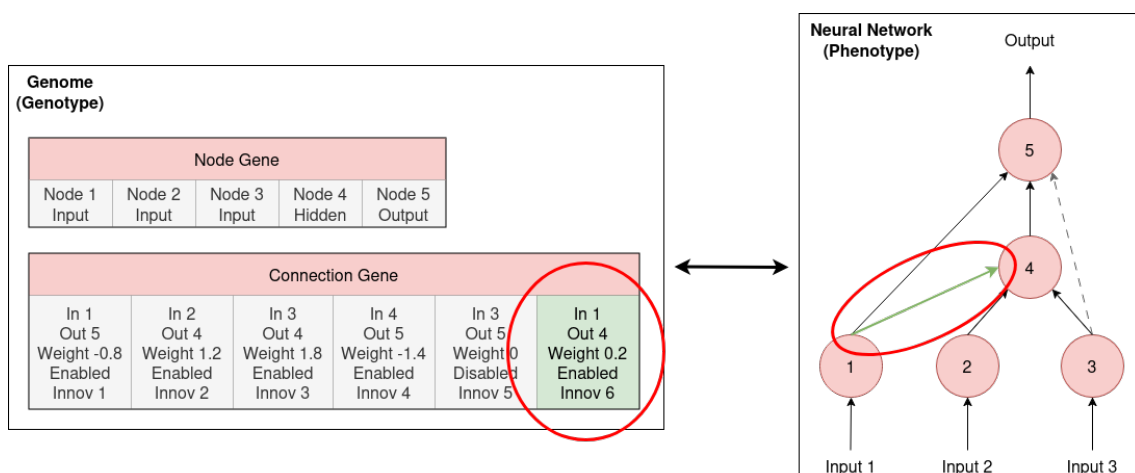 Genome
(Genotype)
Node Gene
Node 1
Input
Node 2
Input
Node 3
Input
Node 4
Hidden
Node 5
Output
Connection Gene
In 1
Out 5
Weight -0.8
Enabled
Innov 1
In 2
Out 4
Weight 1.2
Enabled
Innov 2
In 3
Out 4
Weight 1.8
Enabled
Innov 3
In 4
Out 5
Weight -1.4
Enabled
Innov 4
In 3
Out 5
Weight 0
Disabled
Innov 5
In 1
Out 4
Weight 0.2
Enabled
Innov 6
Neural Network
(Phenotype)
Output
5
4
1
2
3
Input 1
Input 2
Input 3